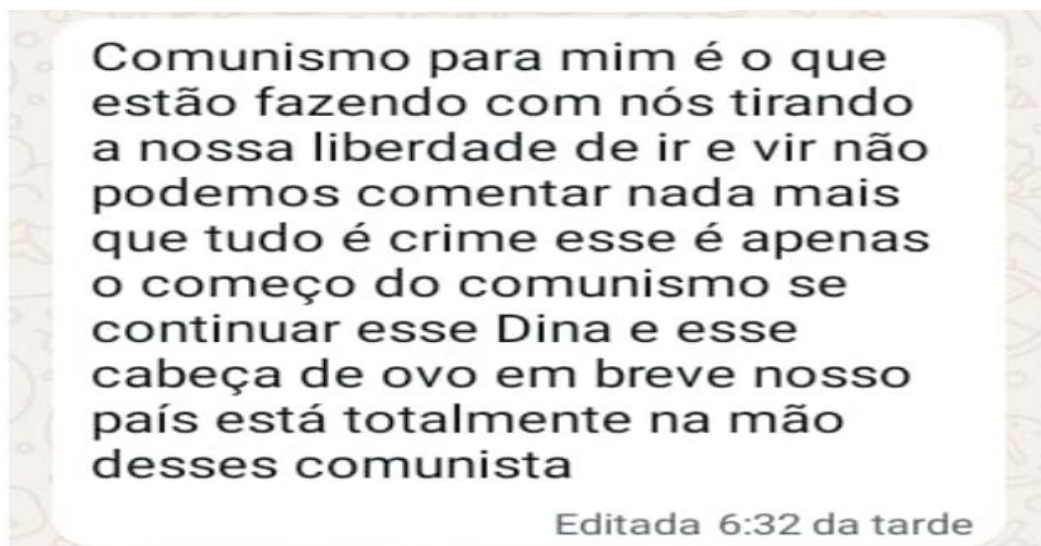 Comunismo para mim é o que
estão fazendo com nós tirando
a nossa liberdade de ir e vir não
podemos comentar nada mais
que tudo é crime esse é apenas
o começo do comunismo se
continuar esse Dina e esse
cabeça de ovo em breve nosso
país está totalmente na mão
desses comunista
Editada 6:32 da tarde